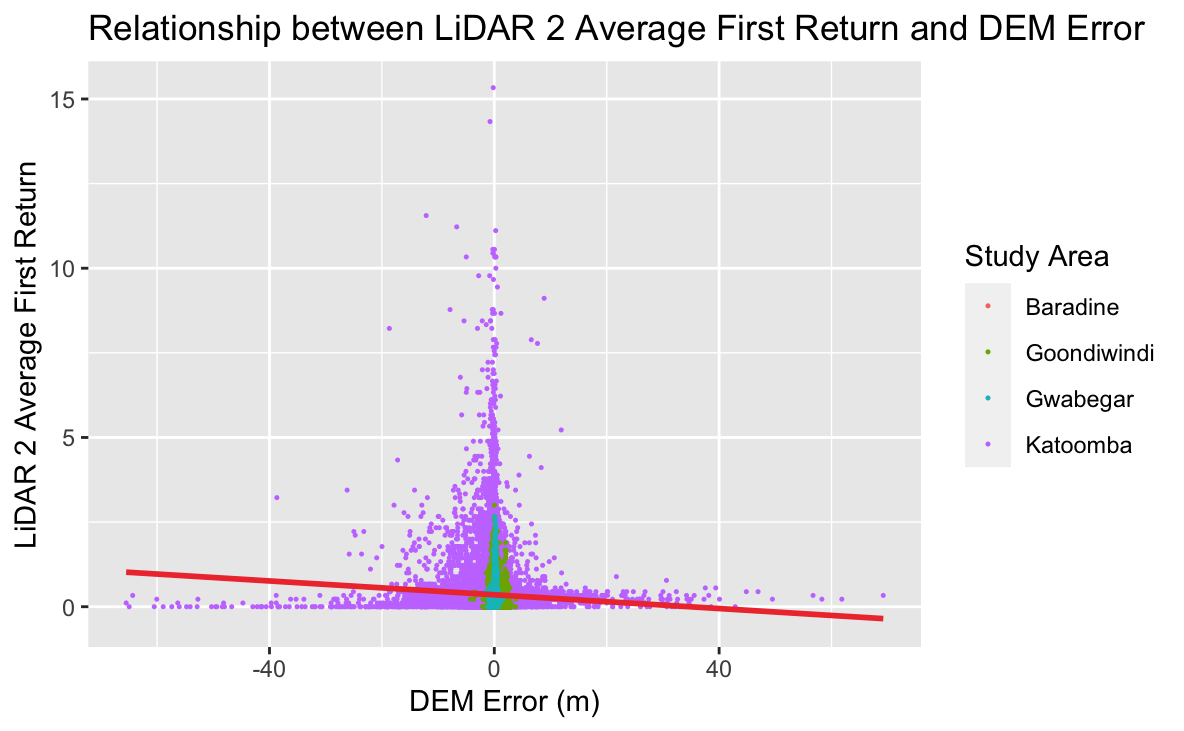 Relationship between LiDAR 2 Average First Return and DEM Error
LiDAR 2 Average First Return
15
10
5
0
-40
0
40
DEM Error (m)
Study Area
Baradine
Goondiwindi
Gwabegar
Katoomba